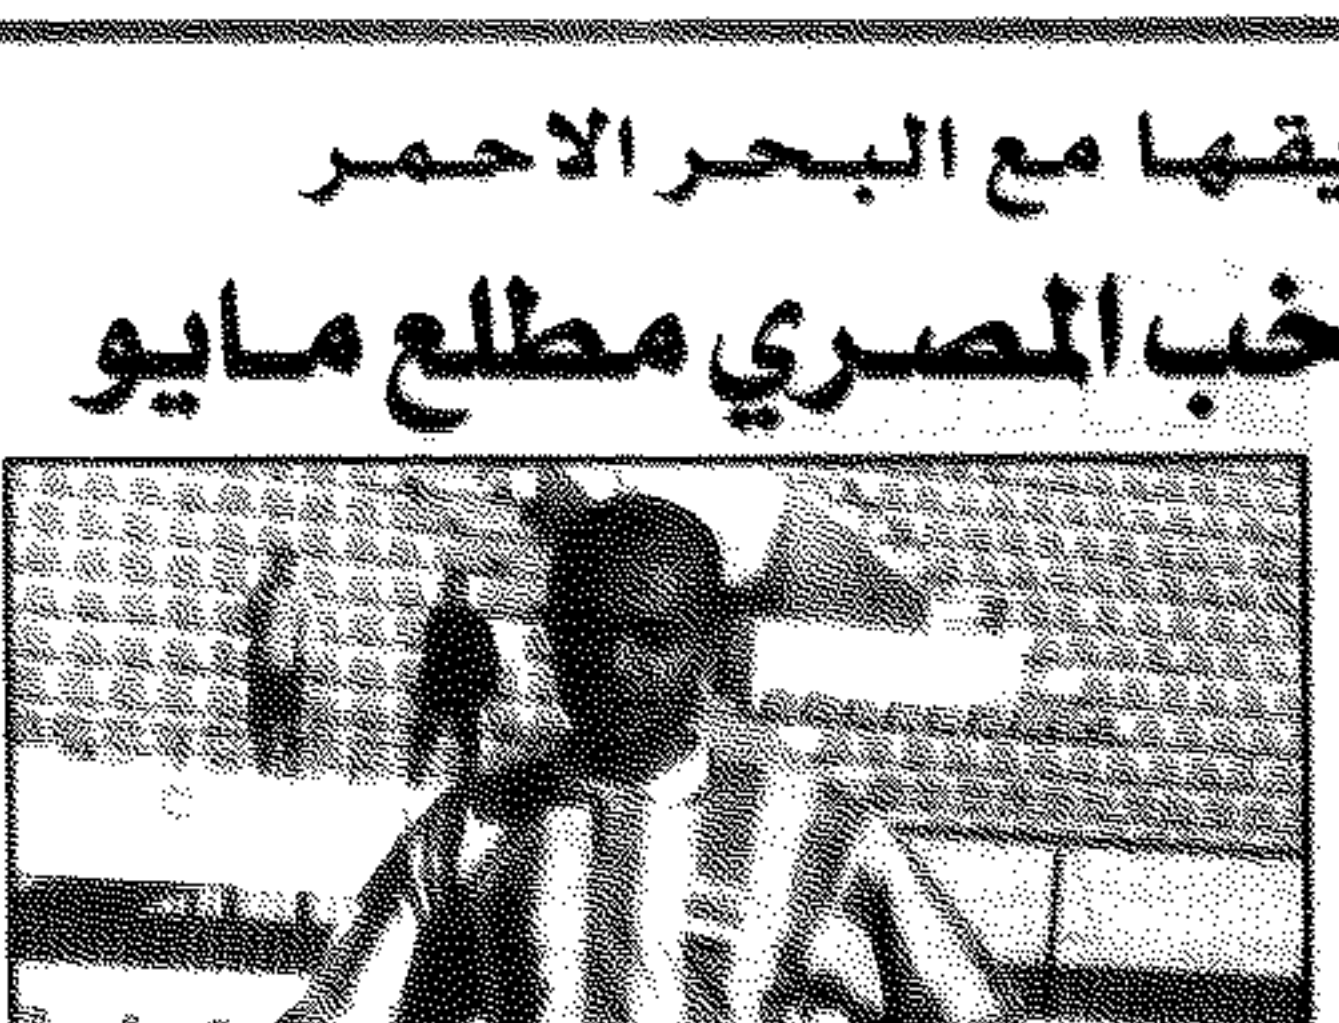 يقها مع البحر الاحمر
خب المصري مطلع مايو